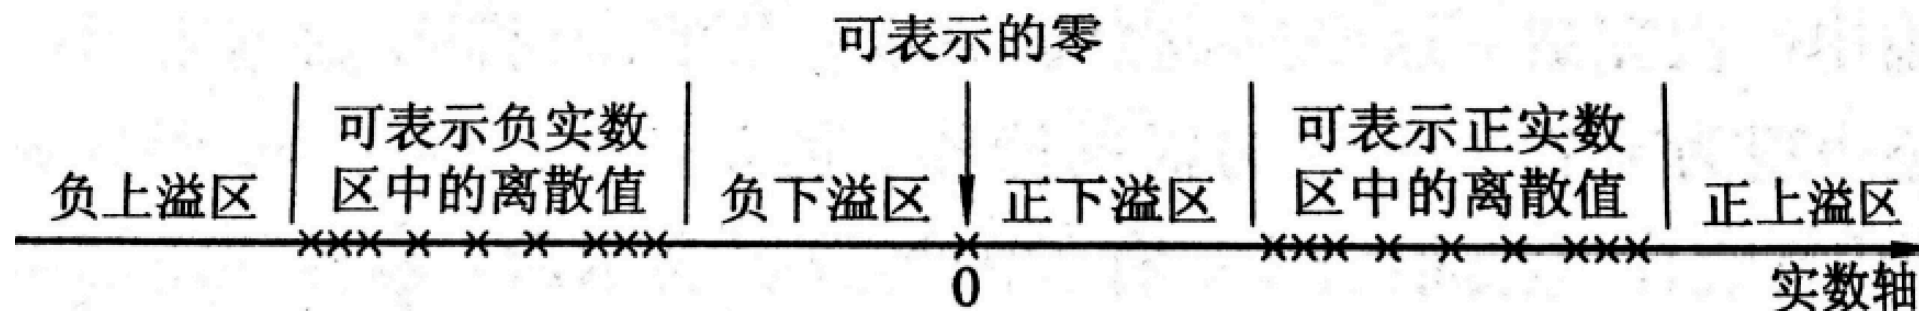 可表示的零
可表示负实数
区中的离散值
可表示正实数
区中的离散值
负上溢区
负下溢区
正下溢区
正上溢区
0
实数轴